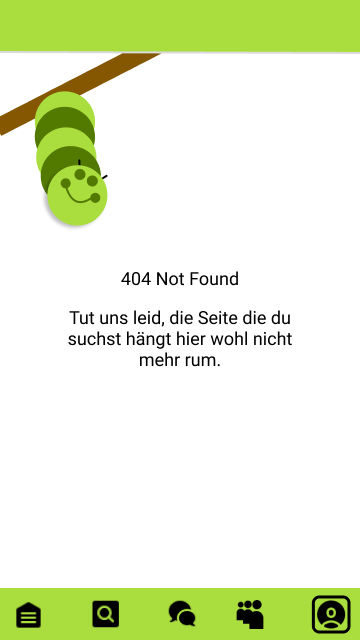 404 Not Found
Tut uns leid, die Seite die du
suchst hängt hier wohl nicht
mehr rum.